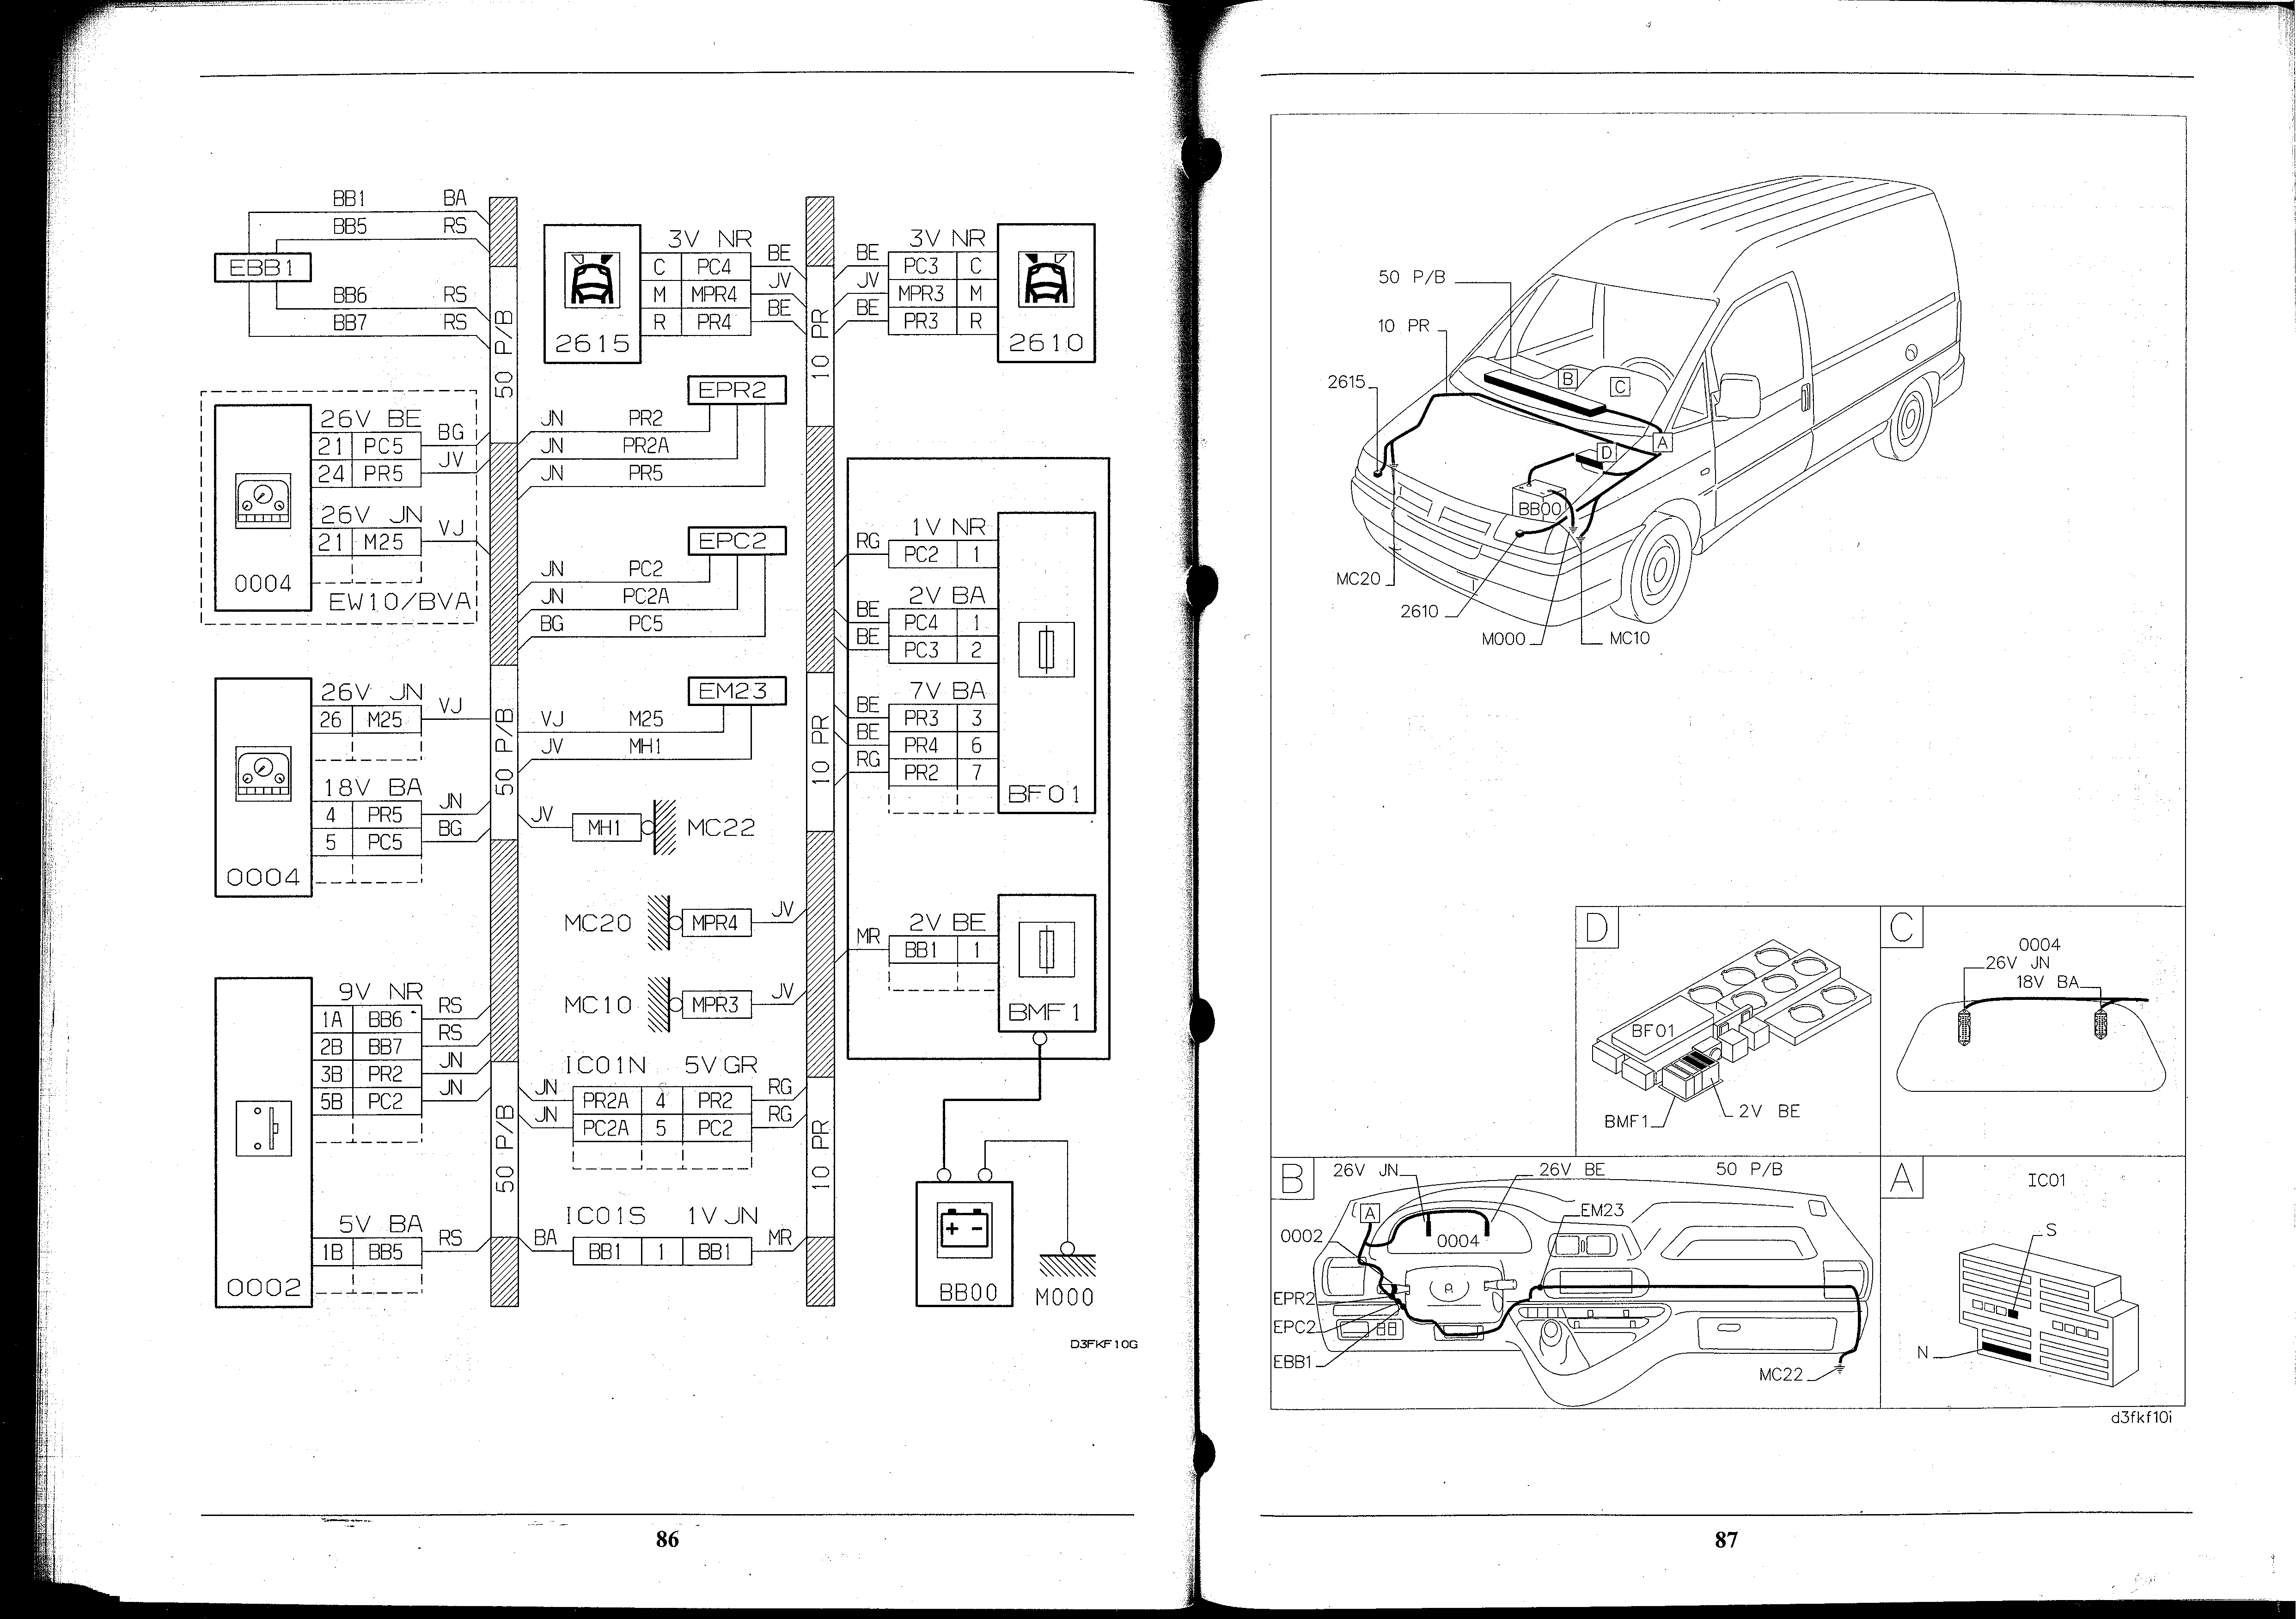 BB1 BA
BB5 RS
EBB1
BB6 RS
BB7 RS
50 P/B
2615
3V NR
C PC4 BE
M MPR4 JV
R PR4 BE
10 PR
3V NR
BE PC3 C
JV MPR3 M
BE PR3 R
2610
26V BE
21 PC5 BG
24 PR5 JV
26V JN
21 M25 VJ
0004
EW10/BVA
EPR2
JN PR2
JN PR2A
JN PR5
EPC2
JN PC2
JN PC2A
BG PC5
1V NR
RG PC2 1
2V BA
BE PC4 1
BE PC3 2
7V BA
BE PR3 3
BE PR4 6
RG PR2 7
BF01
26V JN
26 M25 VJ
18V BA
4 PR5 JN
5 PC5 BG
0004
50 P/B
EM23
VJ M25
JV MH1
JV MH1 MC22
10 PR
MC20 MPR4 JV
MC10 MPR3 JV
2V BE
MR BB1 1
BMF1
9V NR
1A BB6 RS
2B BB7 RS
3B PR2 JN
5B PC2 JN
5V BA
1B BB5 RS
0002
50 P/B
IC01N 5V GR
JN PR2A 4 PR2 RG
JN PC2A 5 PC2 RG
IC01S 1V JN
BA BB1 1 BB1 MR
10 PR
+ -
BB00
M000
D3FKF10G
86
50 P/B
10 PR
2615
B
C
A
D
BB00
MC20
2610
M000
MC10
D
BF01
BMF1
2V BE
C
0004
26V JN
18V BA
B
26V JN
26V BE
50 P/B
A
EM23
0002
0004
EPR2
EPC2
EBB1
MC22
A
IC01
S
N
d3fkf10i
87